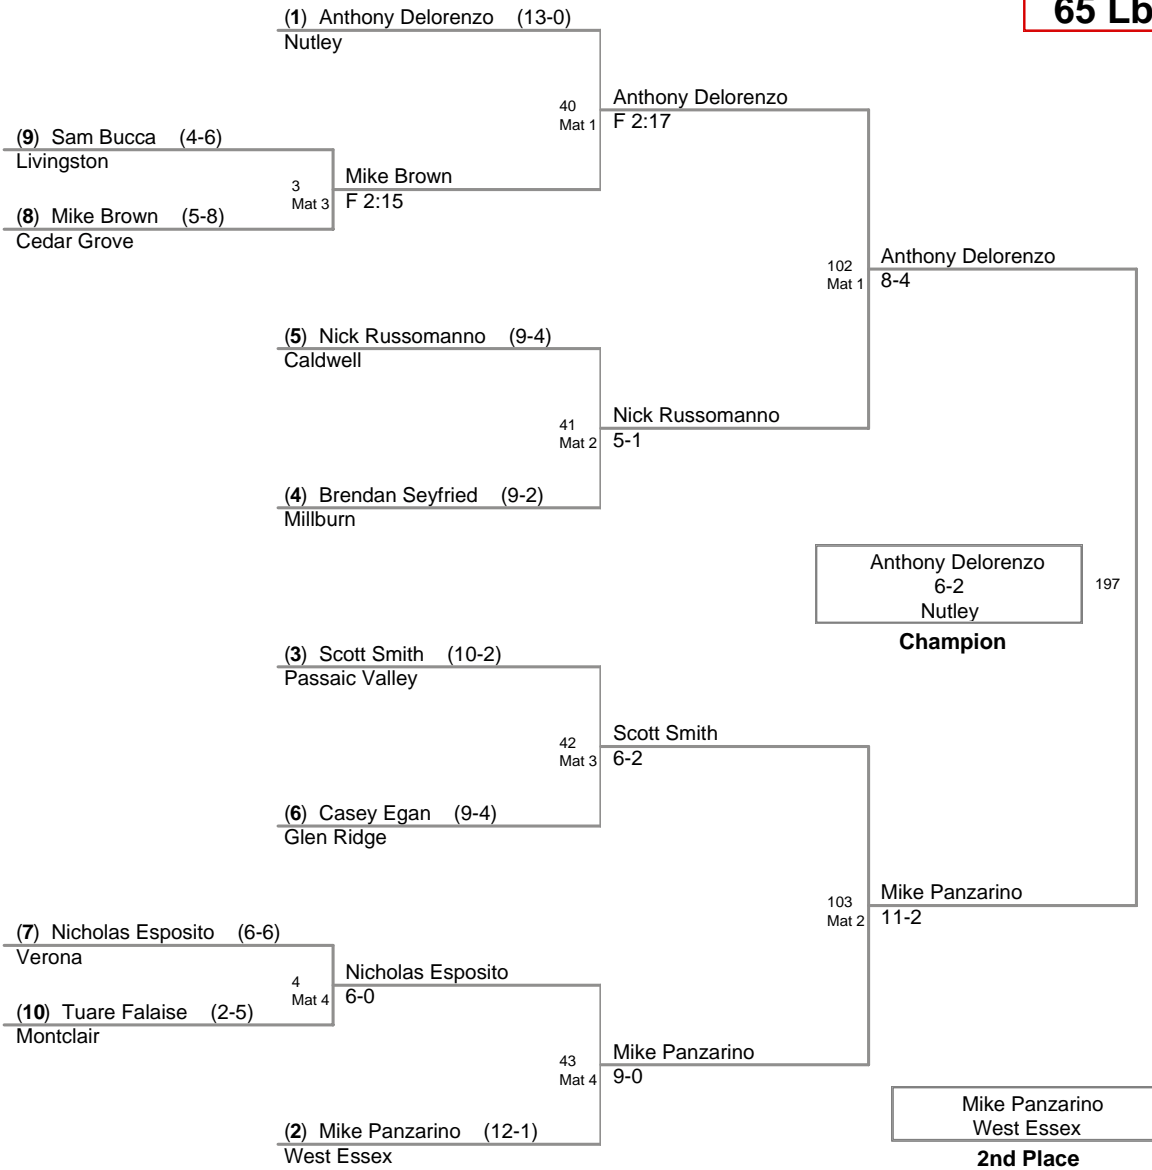 65 Lb
(1) Anthony Delorenzo (13-0)
Nutley
40
Mat 1
Anthony Delorenzo
F 2:17
(9) Sam Bucca (4-6)
Livingston
3
Mat 3
Mike Brown
F 2:15
(8) Mike Brown (5-8)
Cedar Grove
102
Mat 1
Anthony Delorenzo
8-4
(5) Nick Russomanno (9-4)
Caldwell
41
Mat 2
Nick Russomanno
5-1
(4) Brendan Seyfried (9-2)
Millburn
Anthony Delorenzo
6-2
Nutley
197
Champion
(3) Scott Smith (10-2)
Passaic Valley
42
Mat 3
Scott Smith
6-2
(6) Casey Egan (9-4)
Glen Ridge
103
Mat 2
Mike Panzarino
11-2
(7) Nicholas Esposito (6-6)
Verona
4
Mat 4
Nicholas Esposito
6-0
(10) Tuare Falaise (2-5)
Montclair
43
Mat 4
Mike Panzarino
9-0
(2) Mike Panzarino (12-1)
West Essex
Mike Panzarino
West Essex
2nd Place